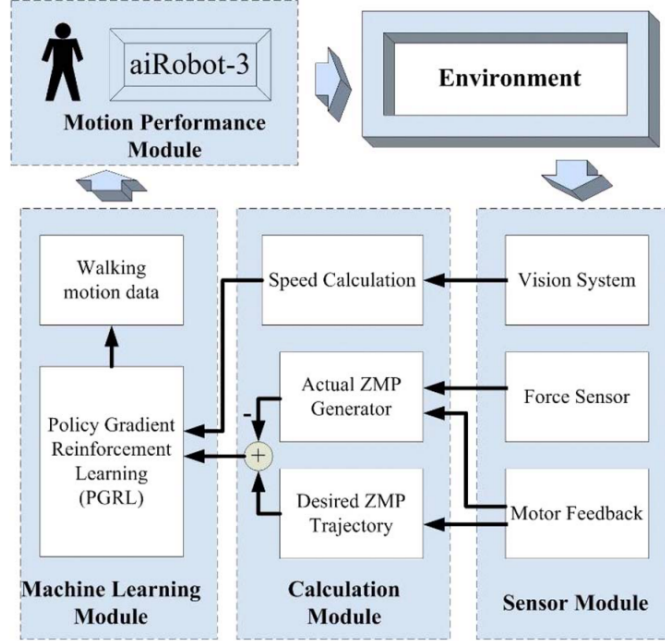 aiRobot-3
Motion Performance
Module
Environment
Walking
motion data
Policy Gradient
Reinforcement
Learning
(PGRL)
Machine Learning
Module
Speed Calculation
Actual ZMP
Generator
-
+
Desired ZMP
Trajectory
Calculation
Module
Vision System
Force Sensor
Motor Feedback
Sensor Module